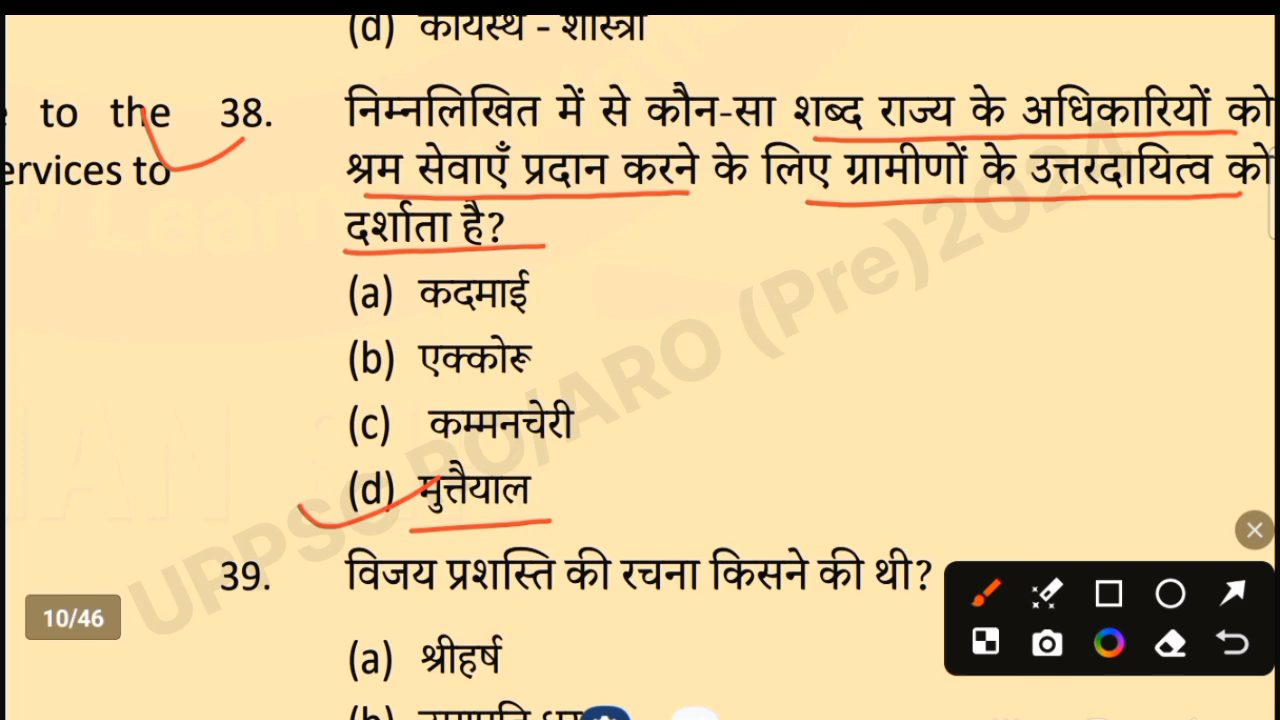 (d) कायस्थ - शास्त्री
to the 38. निम्नलिखित में से कौन-सा शब्द राज्य के अधिकारियों को
ervices to श्रम सेवाएँ प्रदान करने के लिए ग्रामीणों के उत्तरदायित्व को
दर्शाता है?
(a) कदमाई
(b) एक्कोरू
(c) कम्मनचेरी
(d) मुत्तैयाल
39. विजय प्रशस्ति की रचना किसने की थी?
10/46
(a) श्रीहर्ष
(b)
UPPSC RO/ARO (Pre)2024